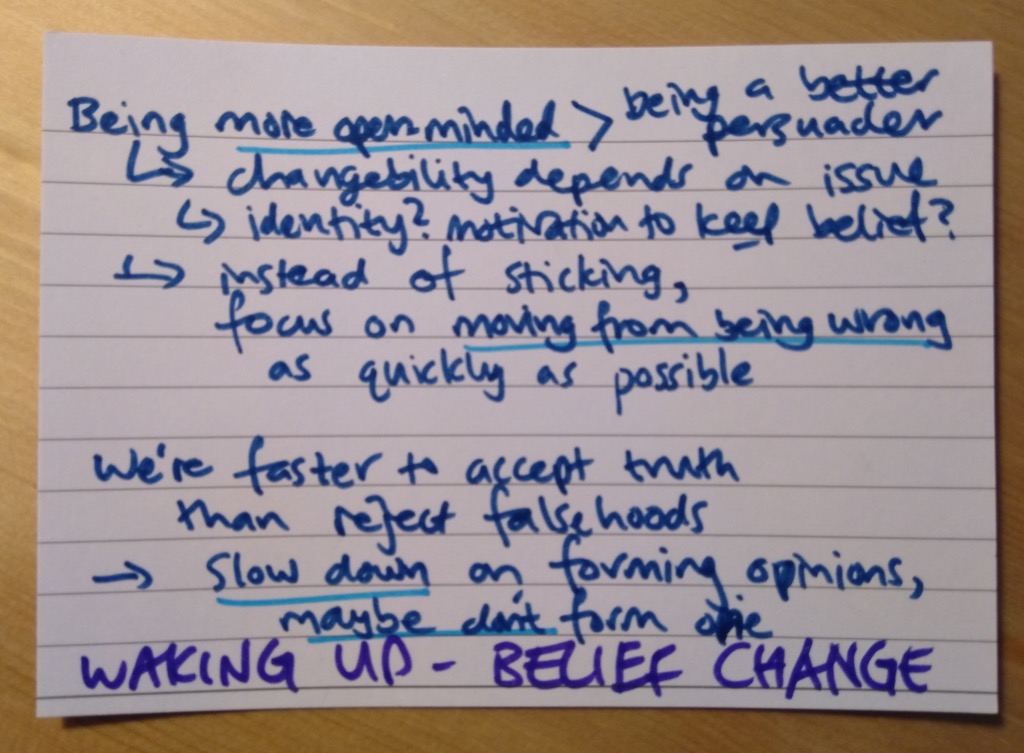 Being more open-minded > being a better persuader
↳ changebility depends on issue
↳ identity? motivation to keep belief?
↳ instead of sticking,
focus on moving from being wrong
as quickly as possible
We're faster to accept truth
than reject falsehoods
→ slow down on forming opinions,
maybe don't form one
WAKING UP - BELIEF CHANGE